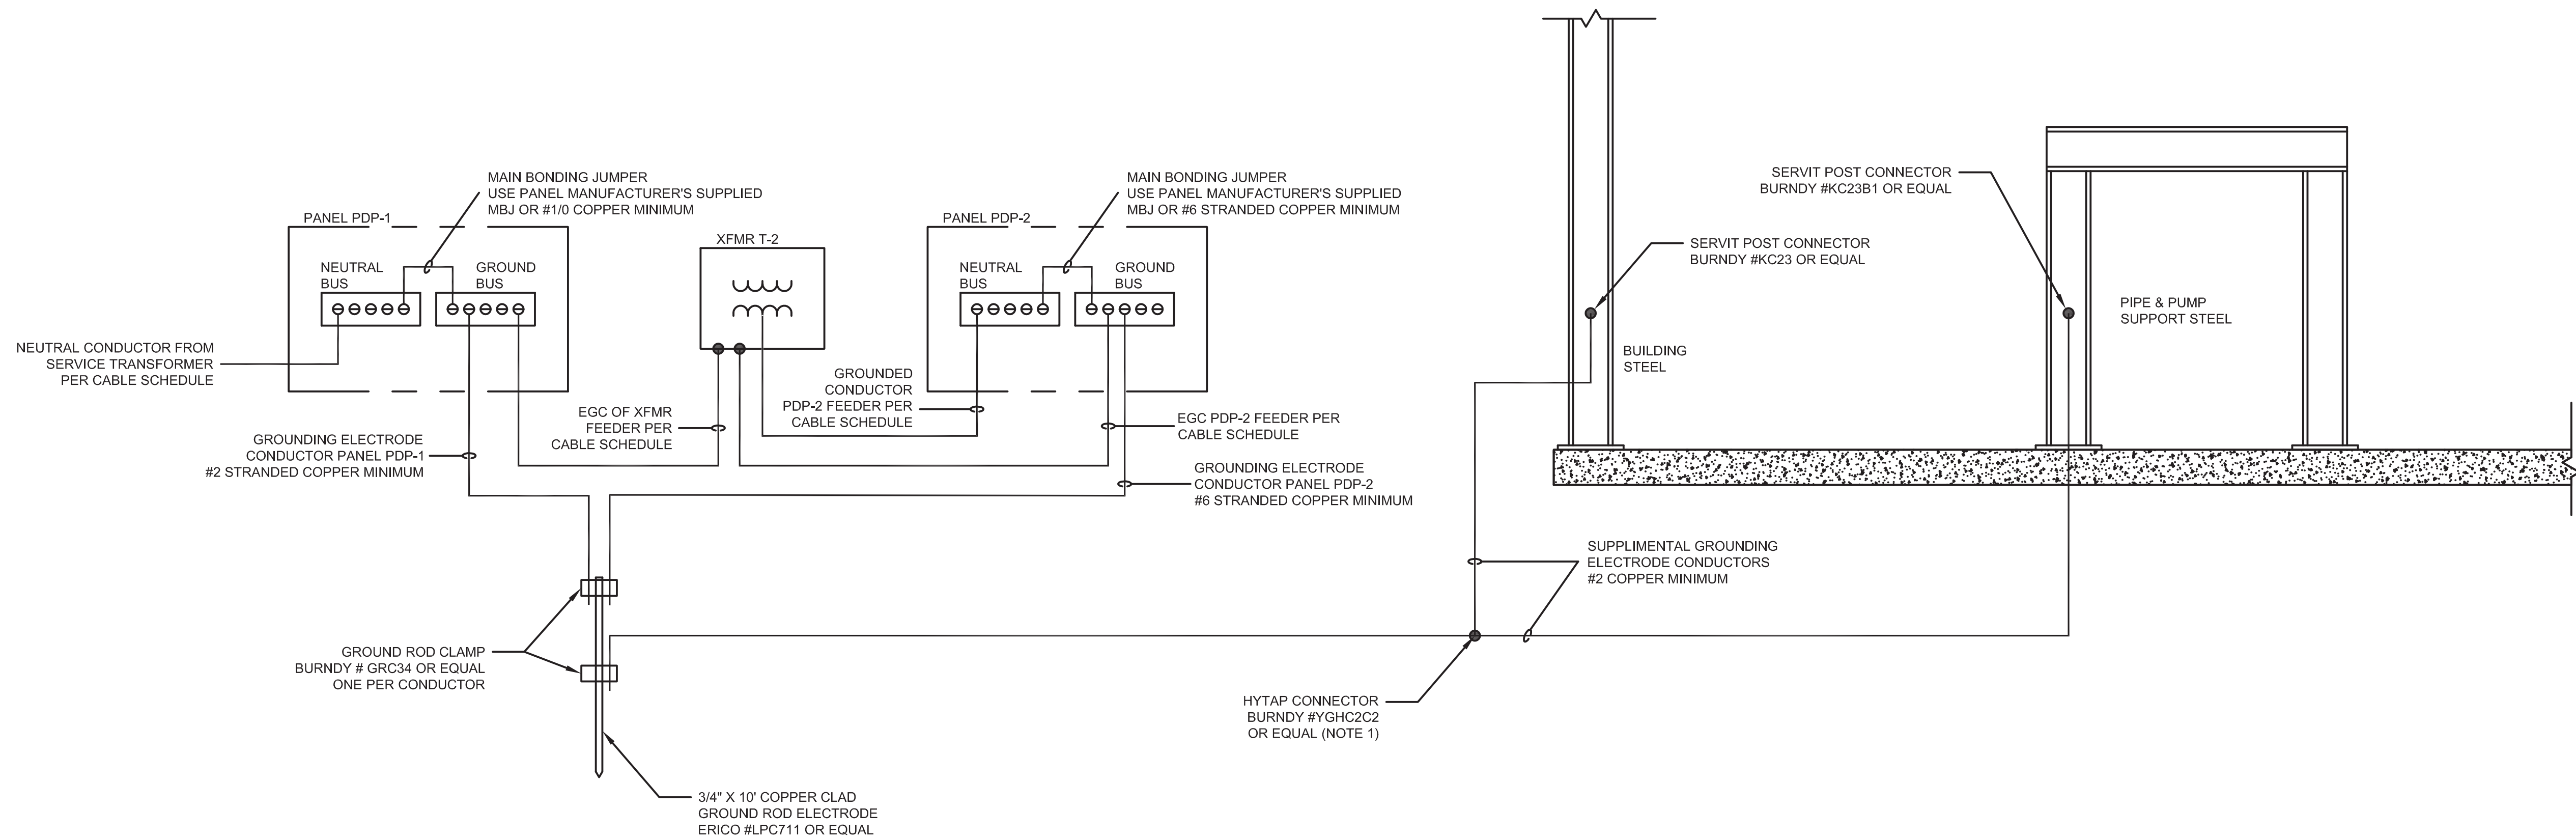 MAIN BONDING JUMPER
USE PANEL MANUFACTURER'S SUPPLIED
MBJ OR #1/0 COPPER MINIMUM
PANEL PDP-1
NEUTRAL
BUS
GROUND
BUS
NEUTRAL CONDUCTOR FROM
SERVICE TRANSFORMER
PER CABLE SCHEDULE
GROUNDING ELECTRODE
CONDUCTOR PANEL PDP-1
#2 STRANDED COPPER MINIMUM
XFMR T-2
EGC OF XFMR
FEEDER PER
CABLE SCHEDULE
GROUNDED
CONDUCTOR
PDP-2 FEEDER PER
CABLE SCHEDULE
MAIN BONDING JUMPER
USE PANEL MANUFACTURER'S SUPPLIED
MBJ OR #6 STRANDED COPPER MINIMUM
PANEL PDP-2
NEUTRAL
BUS
GROUND
BUS
EGC PDP-2 FEEDER PER
CABLE SCHEDULE
GROUNDING ELECTRODE
CONDUCTOR PANEL PDP-2
#6 STRANDED COPPER MINIMUM
SERVIT POST CONNECTOR
BURNDY #KC23B1 OR EQUAL
SERVIT POST CONNECTOR
BURNDY #KC23 OR EQUAL
BUILDING
STEEL
PIPE & PUMP
SUPPORT STEEL
SUPPLIMENTAL GROUNDING
ELECTRODE CONDUCTORS
#2 COPPER MINIMUM
GROUND ROD CLAMP
BURNDY # GRC34 OR EQUAL
ONE PER CONDUCTOR
HYTAP CONNECTOR
BURNDY #YGHC2C2
OR EQUAL (NOTE 1)
3/4" X 10' COPPER CLAD
GROUND ROD ELECTRODE
ERICO #LPC711 OR EQUAL